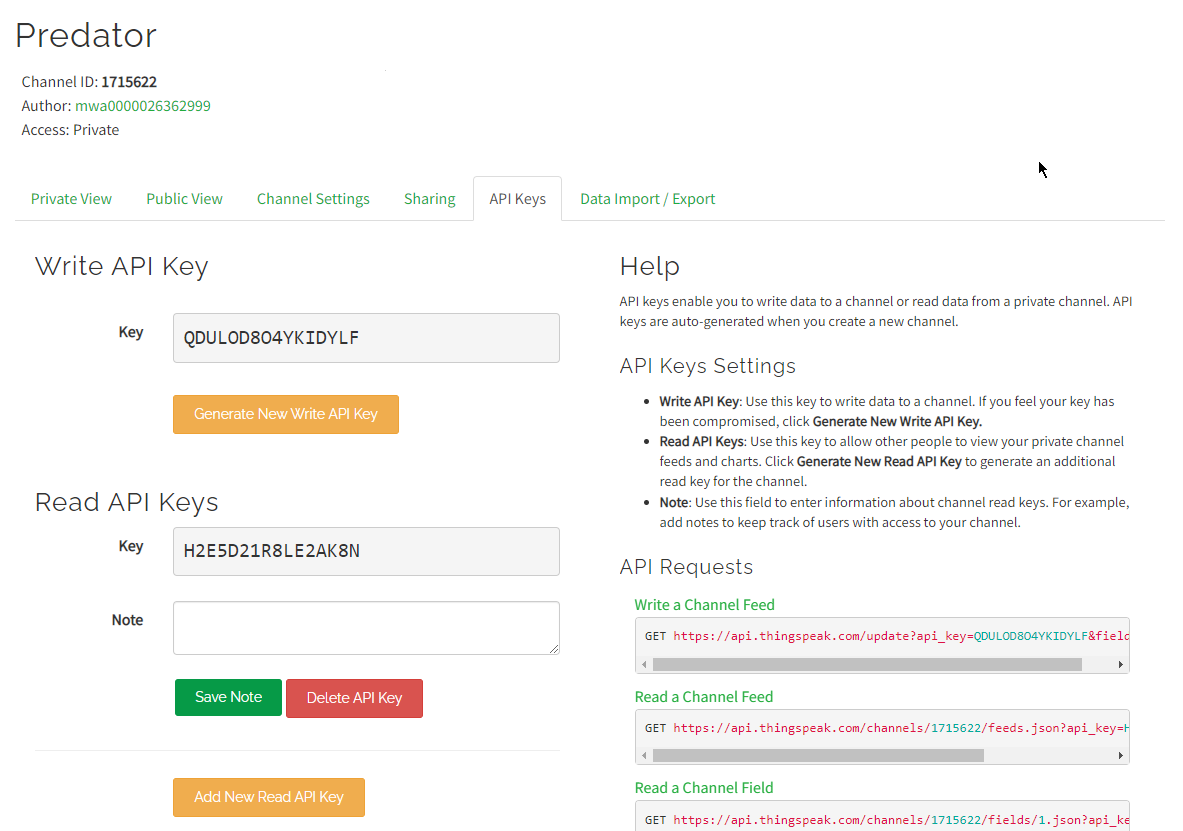 Predator
Channel ID: 1715622
Author: mwa0000026362999
Access: Private
Private View
Public View
Channel Settings
Sharing
API Keys
Data Import / Export
Write API Key
Key
QDULOD8O4YKIDYLF
Generate New Write API Key
Read API Keys
Key
H2E5D21R8LE2AK8N
Note
Save Note
Delete API Key
Add New Read API Key
Help
API keys enable you to write data to a channel or read data from a private channel. API
keys are auto-generated when you create a new channel.
API Keys Settings
• Write API Key: Use this key to write data to a channel. If you feel your key has
been compromised, click Generate New Write API Key.
• Read API Keys: Use this key to allow other people to view your private channel
feeds and charts. Click Generate New Read API Key to generate an additional
read key for the channel.
• Note: Use this field to enter information about channel read keys. For example,
add notes to keep track of users with access to your channel.
API Requests
Write a Channel Feed
GET https://api.thingspeak.com/update?api_key=QDULOD8O4YKIDYLF&field
Read a Channel Feed
GET https://api.thingspeak.com/channels/1715622/feeds.json?api_key=H
Read a Channel Field
GET https://api.thingspeak.com/channels/1715622/fields/1.json?api_ke